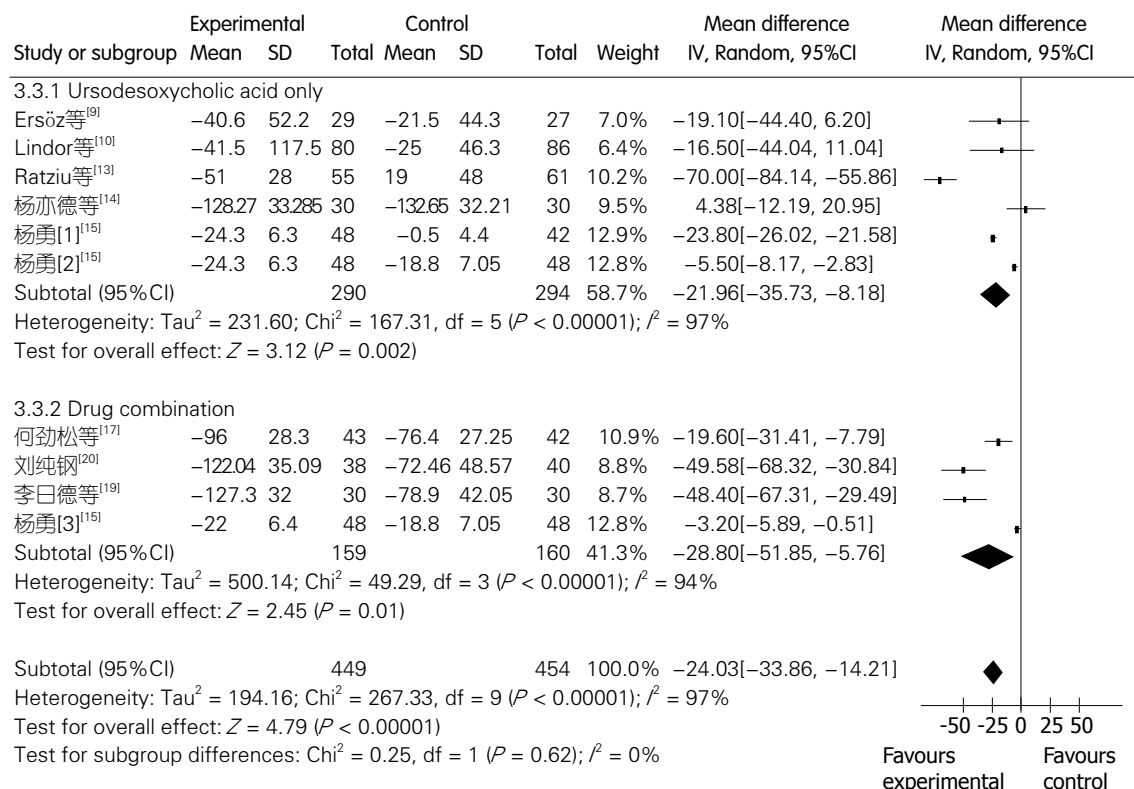 Experimental Control Mean difference Mean difference
Study or subgroup Mean SD Total Mean SD Total Weight IV, Random, 95%CI IV, Random, 95%CI
3.3.1 Ursodesoxycholic acid only
Ersöz等[9] −40.6 52.2 29 −21.5 44.3 27 7.0% −19.10[−44.40, 6.20]
Lindor等[10] −41.5 117.5 80 −25 46.3 86 6.4% −16.50[−44.04, 11.04]
Ratziu等[13] −51 28 55 19 48 61 10.2% −70.00[−84.14, −55.86]
杨亦德等[14] −128.27 33.285 30 −132.65 32.21 30 9.5% 4.38[−12.19, 20.95]
杨勇[1][15] −24.3 6.3 48 −0.5 4.4 42 12.9% −23.80[−26.02, −21.58]
杨勇[2][15] −24.3 6.3 48 −18.8 7.05 48 12.8% −5.50[−8.17, −2.83]
Subtotal (95%CI) 290 294 58.7% −21.96[−35.73, −8.18]
Heterogeneity: Tau² = 231.60; Chi² = 167.31, df = 5 (P < 0.00001); I² = 97%
Test for overall effect: Z = 3.12 (P = 0.002)
3.3.2 Drug combination
何劲松等[17] −96 28.3 43 −76.4 27.25 42 10.9% −19.60[−31.41, −7.79]
刘纯钢[20] −122.04 35.09 38 −72.46 48.57 40 8.8% −49.58[−68.32, −30.84]
李曰德等[19] −127.3 32 30 −78.9 42.05 30 8.7% −48.40[−67.31, −29.49]
杨勇[3][15] −22 6.4 48 −18.8 7.05 48 12.8% −3.20[−5.89, −0.51]
Subtotal (95%CI) 159 160 41.3% −28.80[−51.85, −5.76]
Heterogeneity: Tau² = 500.14; Chi² = 49.29, df = 3 (P < 0.00001); I² = 94%
Test for overall effect: Z = 2.45 (P = 0.01)
Subtotal (95%CI) 449 454 100.0% −24.03[−33.86, −14.21]
Heterogeneity: Tau² = 194.16; Chi² = 267.33, df = 9 (P < 0.00001); I² = 97%
Test for overall effect: Z = 4.79 (P < 0.00001)
Test for subgroup differences: Chi² = 0.25, df = 1 (P = 0.62); I² = 0%
-50 -25 0 25 50
Favours Favours
experimental control